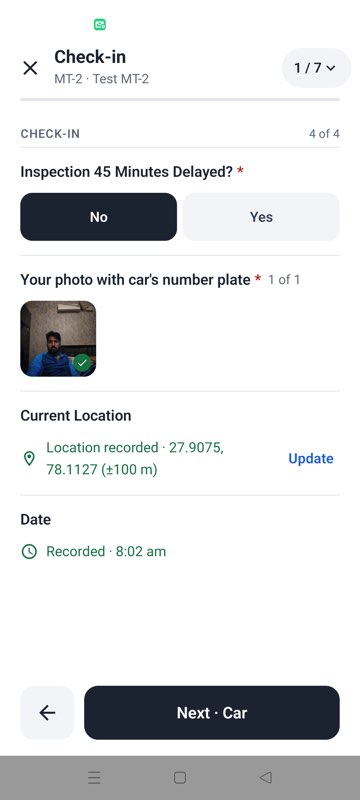 Check-in
MT-2 · Test MT-2
1 / 7
CHECK-IN
4 of 4
Inspection 45 Minutes Delayed? *
No
Yes
Your photo with car's number plate * 1 of 1
Current Location
Location recorded · 27.9075,
78.1127 (±100 m)
Update
Date
Recorded · 8:02 am
Next · Car